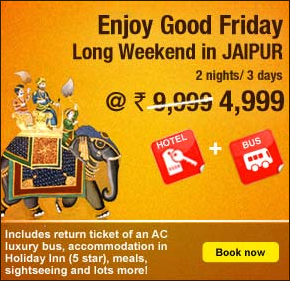 Enjoy Good Friday
Long Weekend in JAIPUR
2 nights/ 3 days
@ ₹ 9,999 4,999
HOTEL
+
BUS
Includes return ticket of an AC
luxury bus, accommodation in
Holiday Inn (5 star), meals,
sightseeing and lots more!
Book now